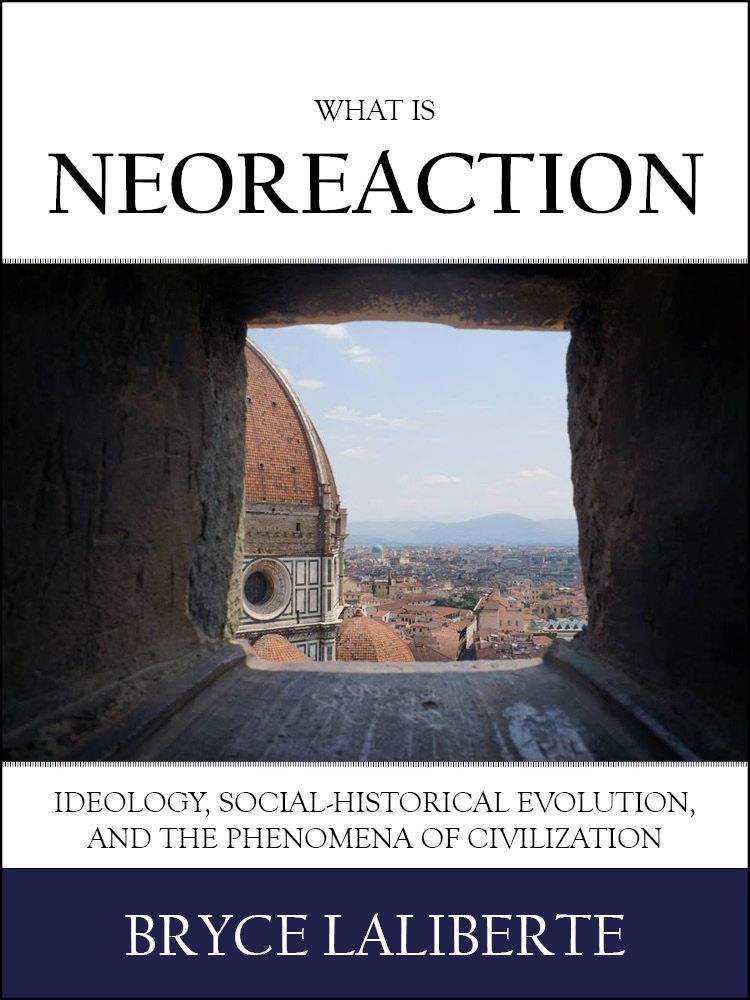 WHAT IS
NEOREACTION
IDEOLOGY, SOCIAL-HISTORICAL EVOLUTION,
AND THE PHENOMENA OF CIVILIZATION
BRYCE LALIBERTE